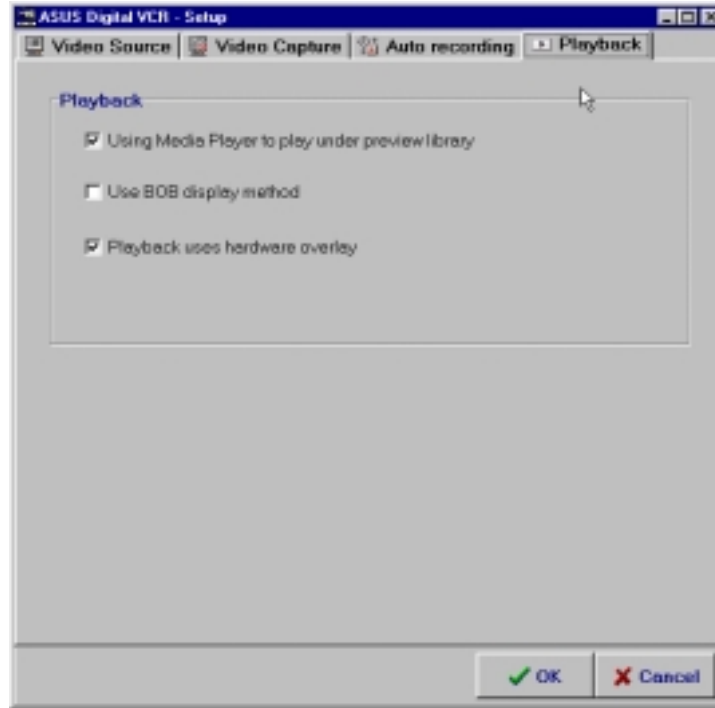 ASUS Digital VCR - Setup
Video Source Video Capture Auto recording Playback
Playback
Using Media Player to play under preview library
Use BOB display method
Playback uses hardware overlay
OK Cancel